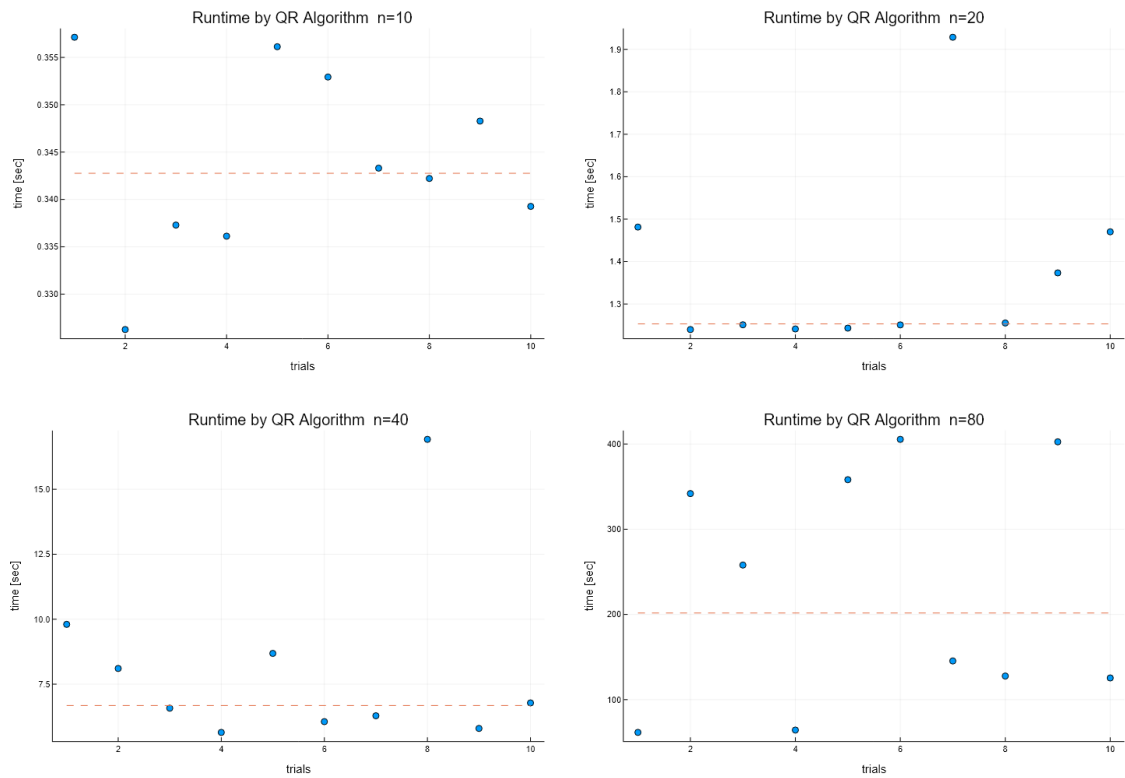 Runtime by QR Algorithm n=10
0.355
0.350
0.345
0.340
0.335
0.330
time [sec]
2 4 6 8 10
trials
Runtime by QR Algorithm n=20
1.9
1.8
1.7
1.6
1.5
1.4
1.3
time [sec]
2 4 6 8 10
trials
Runtime by QR Algorithm n=40
15.0
12.5
10.0
7.5
time [sec]
2 4 6 8 10
trials
Runtime by QR Algorithm n=80
400
300
200
100
time [sec]
2 4 6 8 10
trials